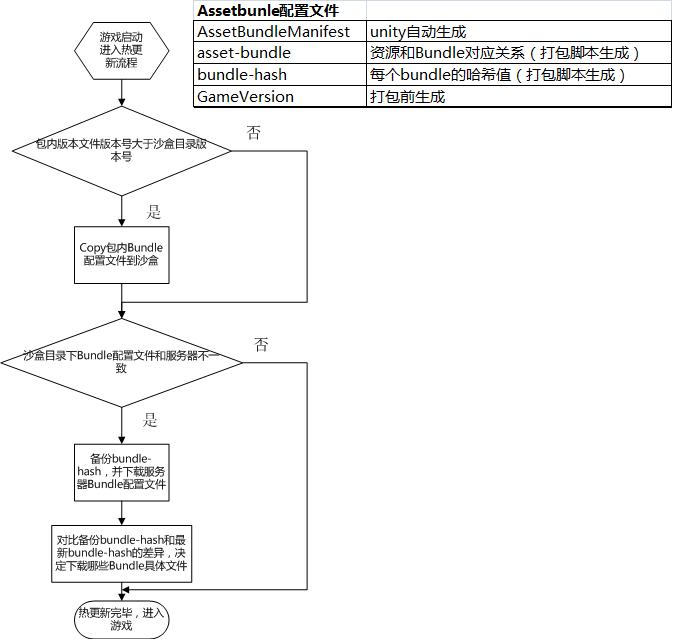 Assetbunle配置文件
AssetBundleManifest unity自动生成
asset-bundle 资源和Bundle对应关系（打包脚本生成）
bundle-hash 每个bundle的哈希值（打包脚本生成）
GameVersion 打包前生成
游戏启动
进入热更
新流程
包内版本文件版本号大于沙盒目录版
本号
否
是
Copy包内Bundle
配置文件到沙盒
沙盒目录下Bundle配置文件和服务器不一
致
否
是
备份bundle-
hash，并下载服务
器Bundle配置文件
对比备份bundle-hash和最
新bundle-hash的差异，决
定下载哪些Bundle具体文件
热更新完毕，进入
游戏